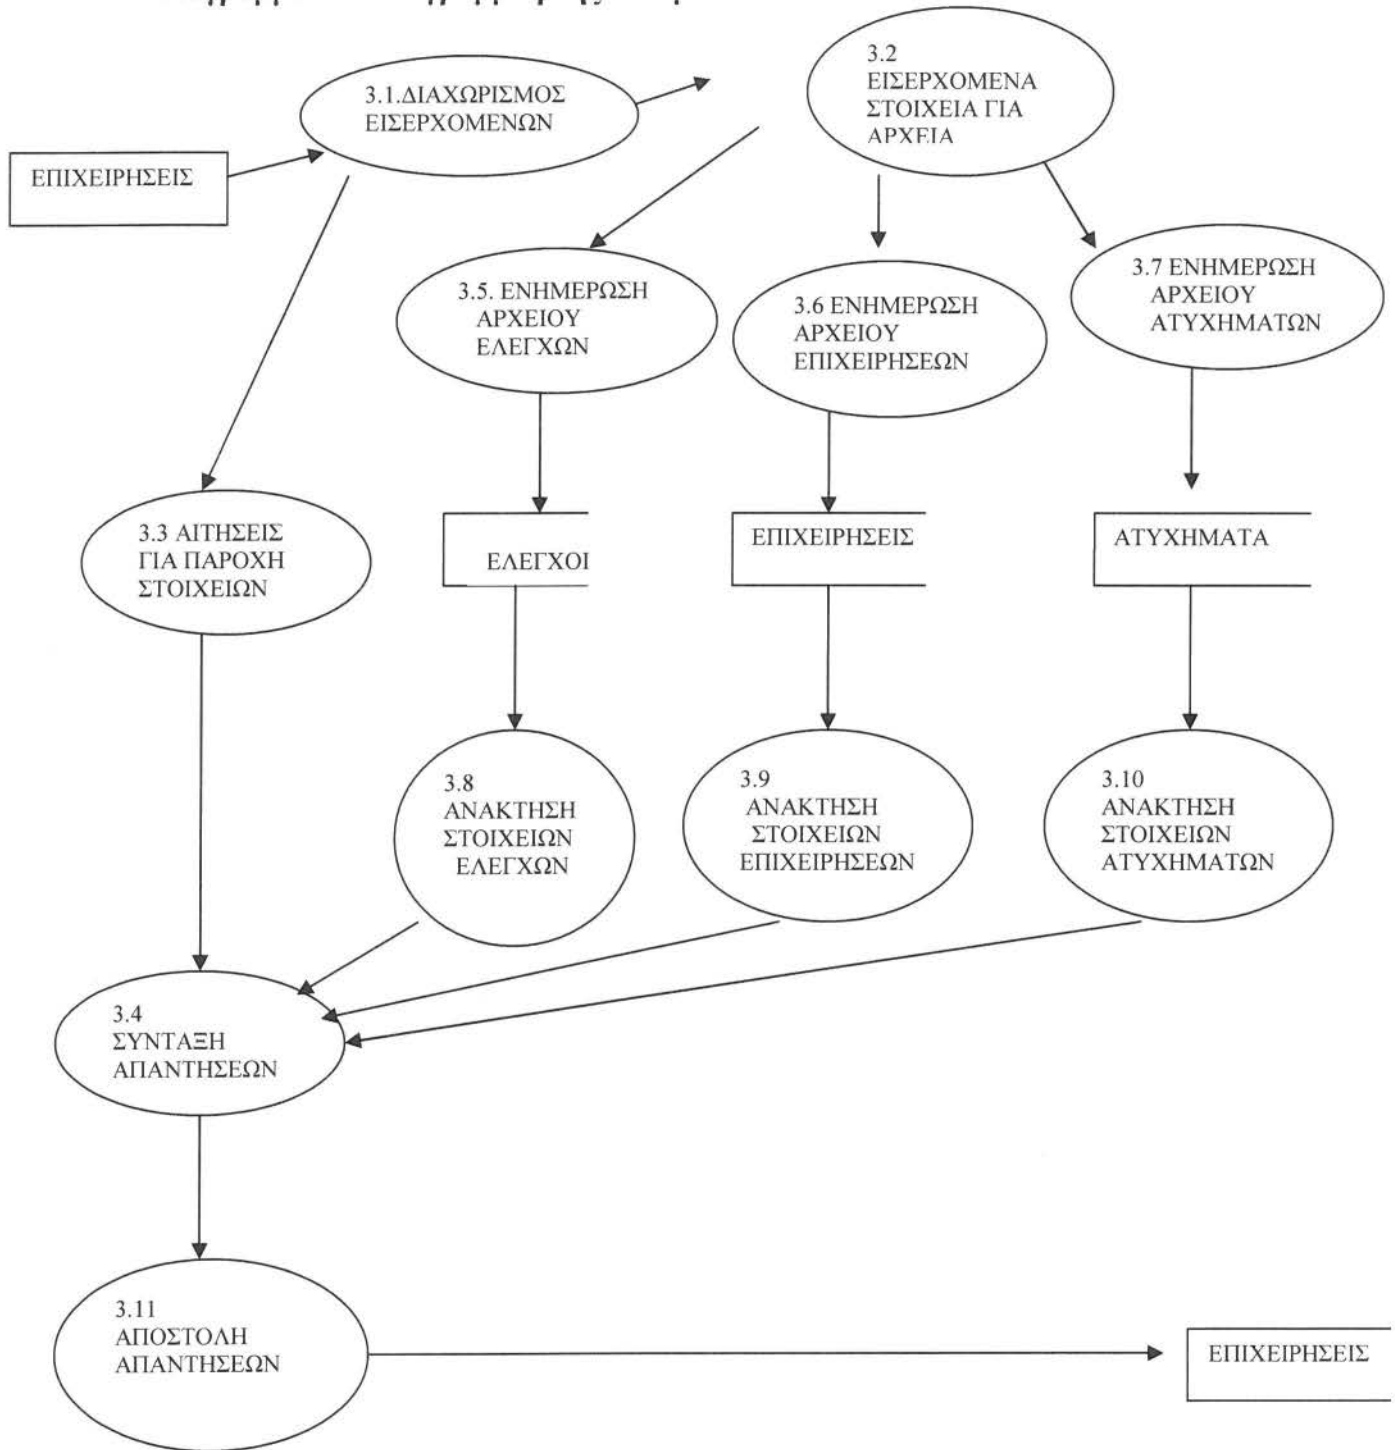 3.1.ΔΙΑΧΩΡΙΣΜΟΣ
ΕΙΣΕΡΧΟΜΕΝΩΝ
3.2
ΕΙΣΕΡΧΟΜΕΝΑ
ΣΤΟΙΧΕΙΑ ΓΙΑ
ΑΡΧΕΙΑ
ΕΠΙΧΕΙΡΗΣΕΙΣ
3.5. ΕΝΗΜΕΡΩΣΗ
ΑΡΧΕΙΟΥ
ΕΛΕΓΧΩΝ
3.6 ΕΝΗΜΕΡΩΣΗ
ΑΡΧΕΙΟΥ
ΕΠΙΧΕΙΡΗΣΕΩΝ
3.7 ΕΝΗΜΕΡΩΣΗ
ΑΡΧΕΙΟΥ
ΑΤΥΧΗΜΑΤΩΝ
3.3 ΑΙΤΗΣΕΙΣ
ΓΙΑ ΠΑΡΟΧΗ
ΣΤΟΙΧΕΙΩΝ
ΕΛΕΓΧΟΙ
ΕΠΙΧΕΙΡΗΣΕΙΣ
ΑΤΥΧΗΜΑΤΑ
3.8
ΑΝΑΚΤΗΣΗ
ΣΤΟΙΧΕΙΩΝ
ΕΛΕΓΧΩΝ
3.9
ΑΝΑΚΤΗΣΗ
ΣΤΟΙΧΕΙΩΝ
ΕΠΙΧΕΙΡΗΣΕΩΝ
3.10
ΑΝΑΚΤΗΣΗ
ΣΤΟΙΧΕΙΩΝ
ΑΤΥΧΗΜΑΤΩΝ
3.4
ΣΥΝΤΑΞΗ
ΑΠΑΝΤΗΣΕΩΝ
3.11
ΑΠΟΣΤΟΛΗ
ΑΠΑΝΤΗΣΕΩΝ
ΕΠΙΧΕΙΡΗΣΕΙΣ